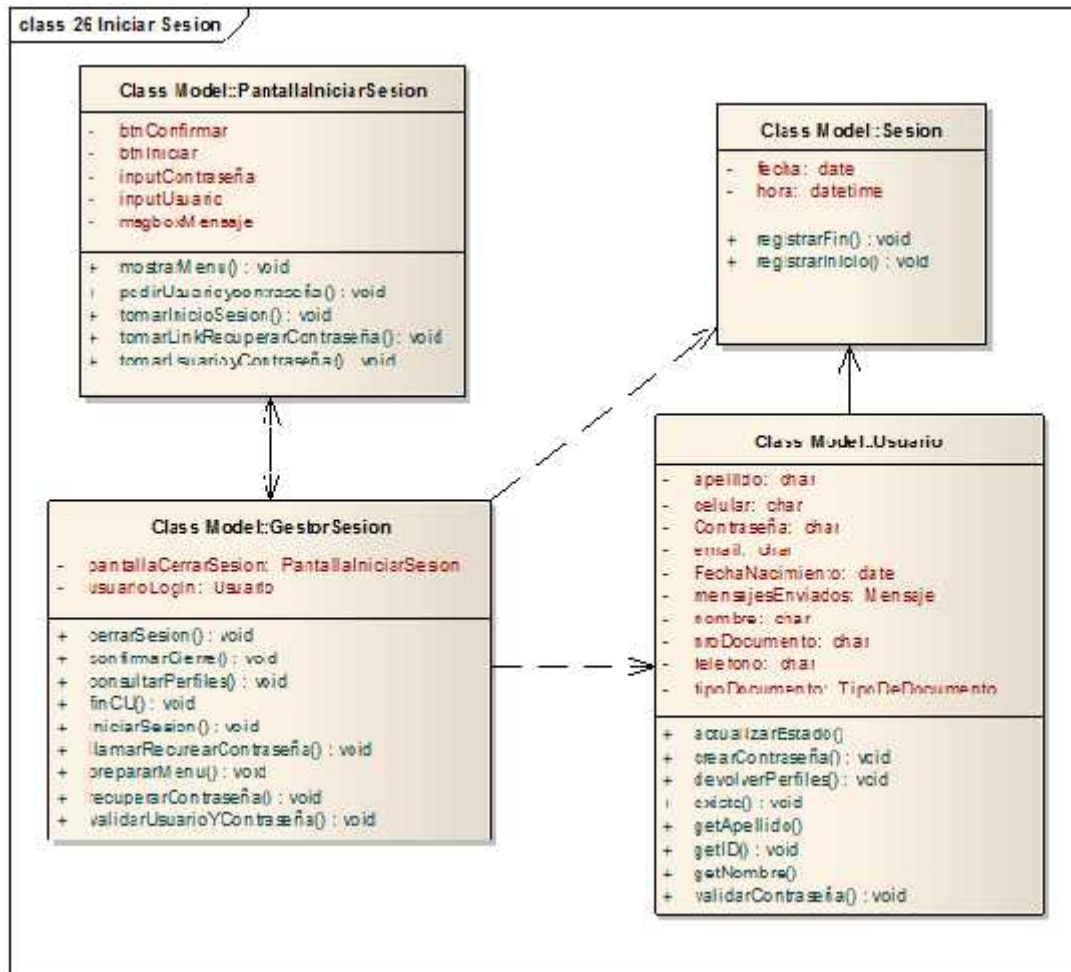 class 26 Iniciar Sesion
Class Model::PantallaIniciarSesion
- btnConfirmar
- btnIniciar
- inputContraseña
- inputUsuario
- msgboxMensaje
+ mostrarMenu() : void
+ pedirUsuarioycontraseña() : void
+ tomarInicioSesion() : void
+ tomarLinkRecuperarContraseña() : void
+ tomarUsuarioyContraseña() : void
Class Model::Sesion
- fecha: date
- hora: datetime
+ registrarFin() : void
+ registrarInicio() : void
Class Model::GestorSesion
- pantallaCerrarSesion: PantallaIniciarSesion
- usuarioLogIn: Usuario
+ cerrarSesion() : void
+ confirmarCierre() : void
+ consultarPerfiles() : void
+ finCU() : void
+ iniciarSesion() : void
+ llamarRecurearContraseña() : void
+ prepararMenu() : void
+ recuperarContraseña() : void
+ validarUsuarioYContraseña() : void
Class Model::Usuario
- apellido: char
- celular: char
- Contraseña: char
- email: char
- FechaNacimiento: date
- mensajesEnviados: Mensaje
- nombre: char
- nroDocumento: char
- telefono: char
- tipoDocumento: TipoDeDocumento
+ actualizarEstado()
+ crearContraseña() : void
+ devolverPerfiles() : void
+ existe() : void
+ getApellido()
+ getID() : void
+ getNombre()
+ validarContraseña() : void